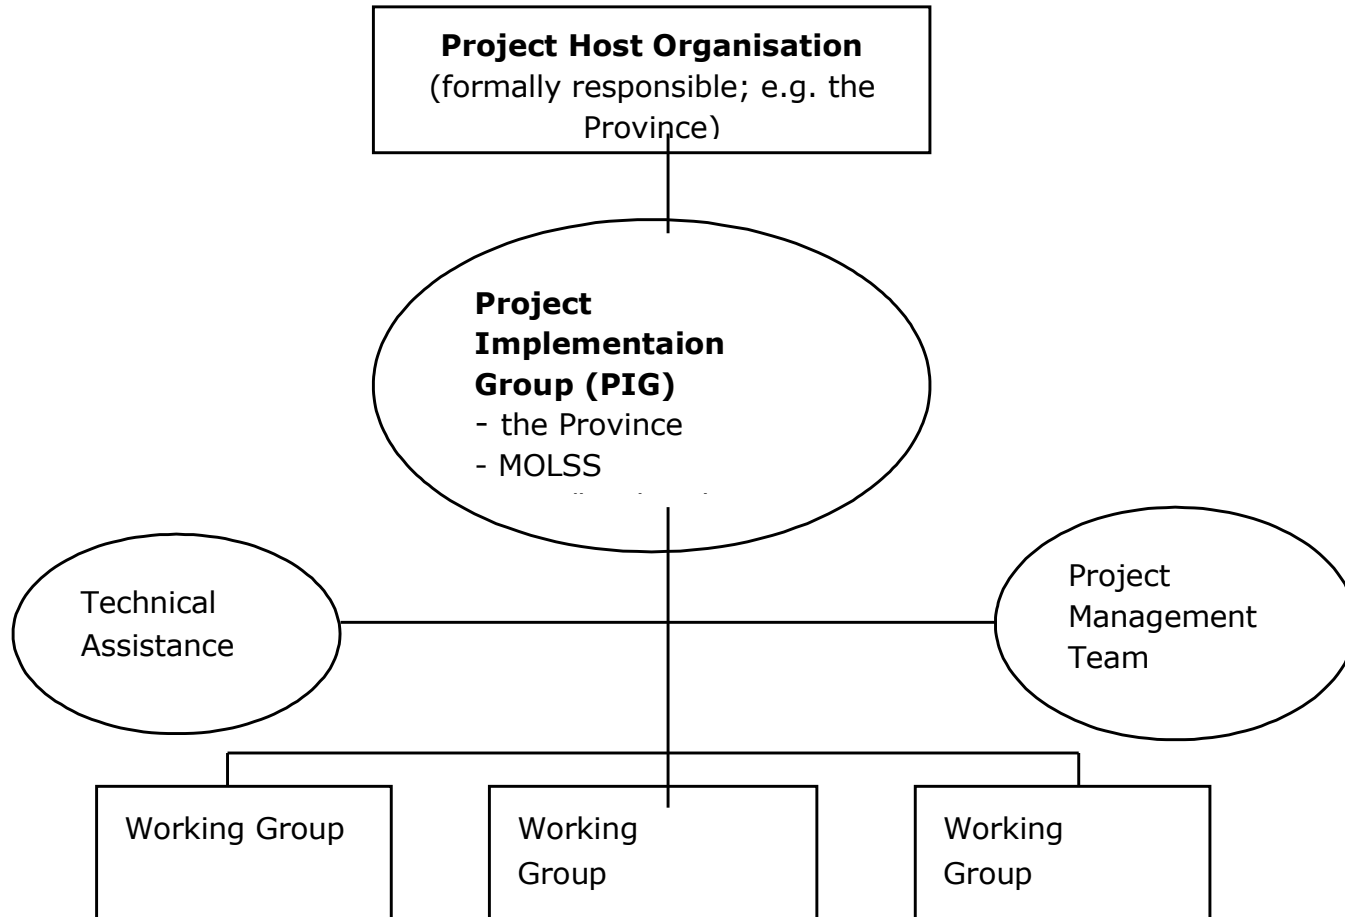 Project Host Organisation
(formally responsible; e.g. the
Province)
Project
Implementaion
Group (PIG)
- the Province
- MOLSS
Technical
Assistance
Project
Management
Team
Working Group
Working
Group
Working
Group